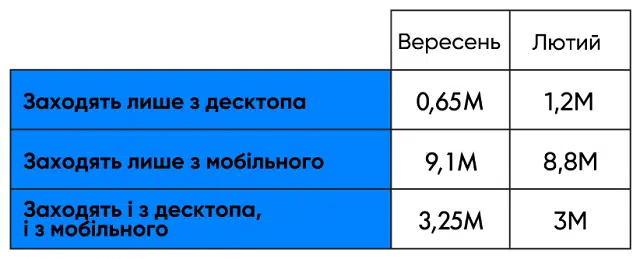 Вересень Лютий
Заходять лише з десктопа 0,65М 1,2М
Заходять лише з мобільного 9,1М 8,8М
Заходять і з десктопа,
і з мобільного 3,25М 3М